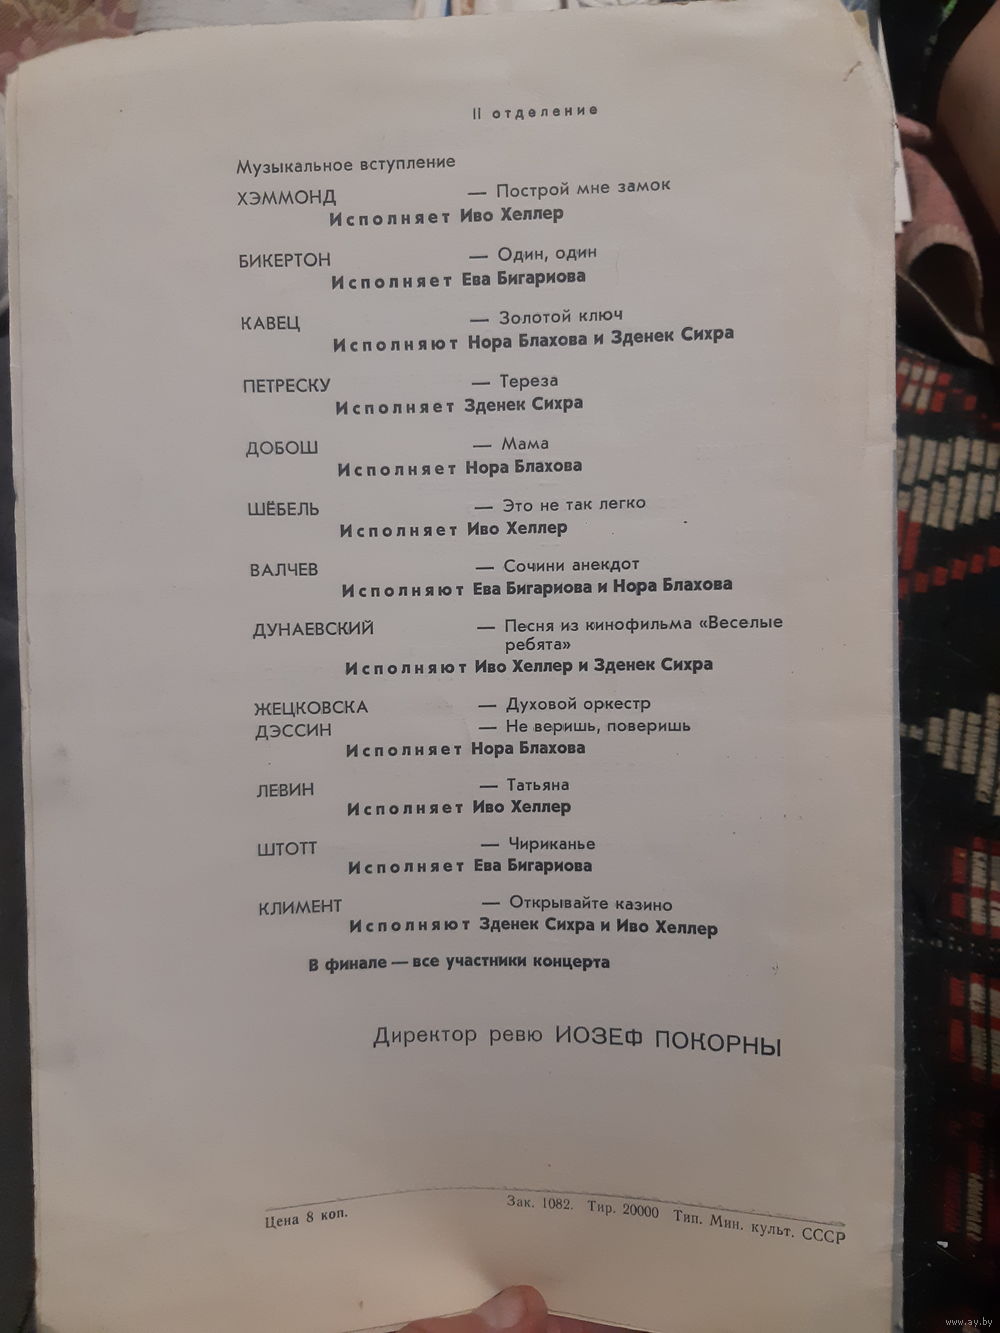 II отделение
Музыкальное вступление
ХЭММОНД — Построй мне замок
Исполняет Иво Хеллер
БИКЕРТОН — Один, один
Исполняет Ева Бигариова
КАВЕЦ — Золотой ключ
Исполняют Нора Блахова и Зденек Сихра
ПЕТРЕСКУ — Тереза
Исполняет Зденек Сихра
ДОБОШ — Мама
Исполняет Нора Блахова
ШЁБЕЛЬ — Это не так легко
Исполняет Иво Хеллер
ВАЛЧЕВ — Сочини анекдот
Исполняют Ева Бигариова и Нора Блахова
ДУНАЕВСКИЙ — Песня из кинофильма «Веселые
ребята»
Исполняют Иво Хеллер и Зденек Сихра
ЖЕЦКОВСКА — Духовой оркестр
ДЭССИН — Не веришь, поверишь
Исполняет Нора Блахова
ЛЕВИН — Татьяна
Исполняет Иво Хеллер
ШТОТТ — Чириканье
Исполняет Ева Бигариова
КЛИМЕНТ — Открывайте казино
Исполняют Зденек Сихра и Иво Хеллер
В финале — все участники концерта
Директор ревю ИОЗЕФ ПОКОРНЫ
Цена 8 коп. Зак. 1082. Тир. 20000 Тип. Мин. культ. СССР
www.ay.by